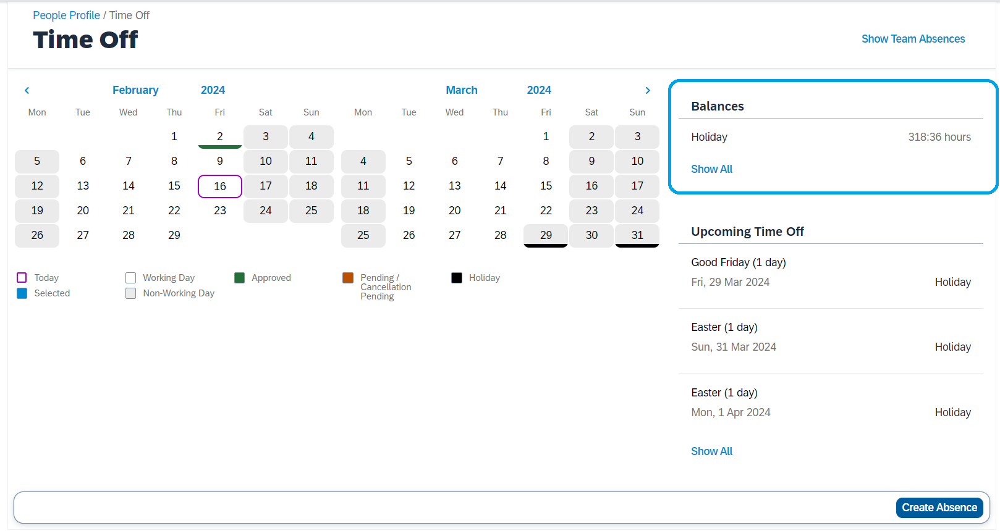 People Profile / Time Off
Time Off
Show Team Absences
February 2024
Mon Tue Wed Thu Fri Sat Sun
1 2 3 4
5 6 7 8 9 10 11
12 13 14 15 16 17 18
19 20 21 22 23 24 25
26 27 28 29
March 2024
Mon Tue Wed Thu Fri Sat Sun
1 2 3
4 5 6 7 8 9 10
11 12 13 14 15 16 17
18 19 20 21 22 23 24
25 26 27 28 29 30 31
Today
Selected
Working Day
Non-Working Day
Approved
Pending /
Cancellation
Pending
Holiday
Balances
Holiday 318:36 hours
Show All
Upcoming Time Off
Good Friday (1 day)
Fri, 29 Mar 2024 Holiday
Easter (1 day)
Sun, 31 Mar 2024 Holiday
Easter (1 day)
Mon, 1 Apr 2024 Holiday
Show All
Create Absence